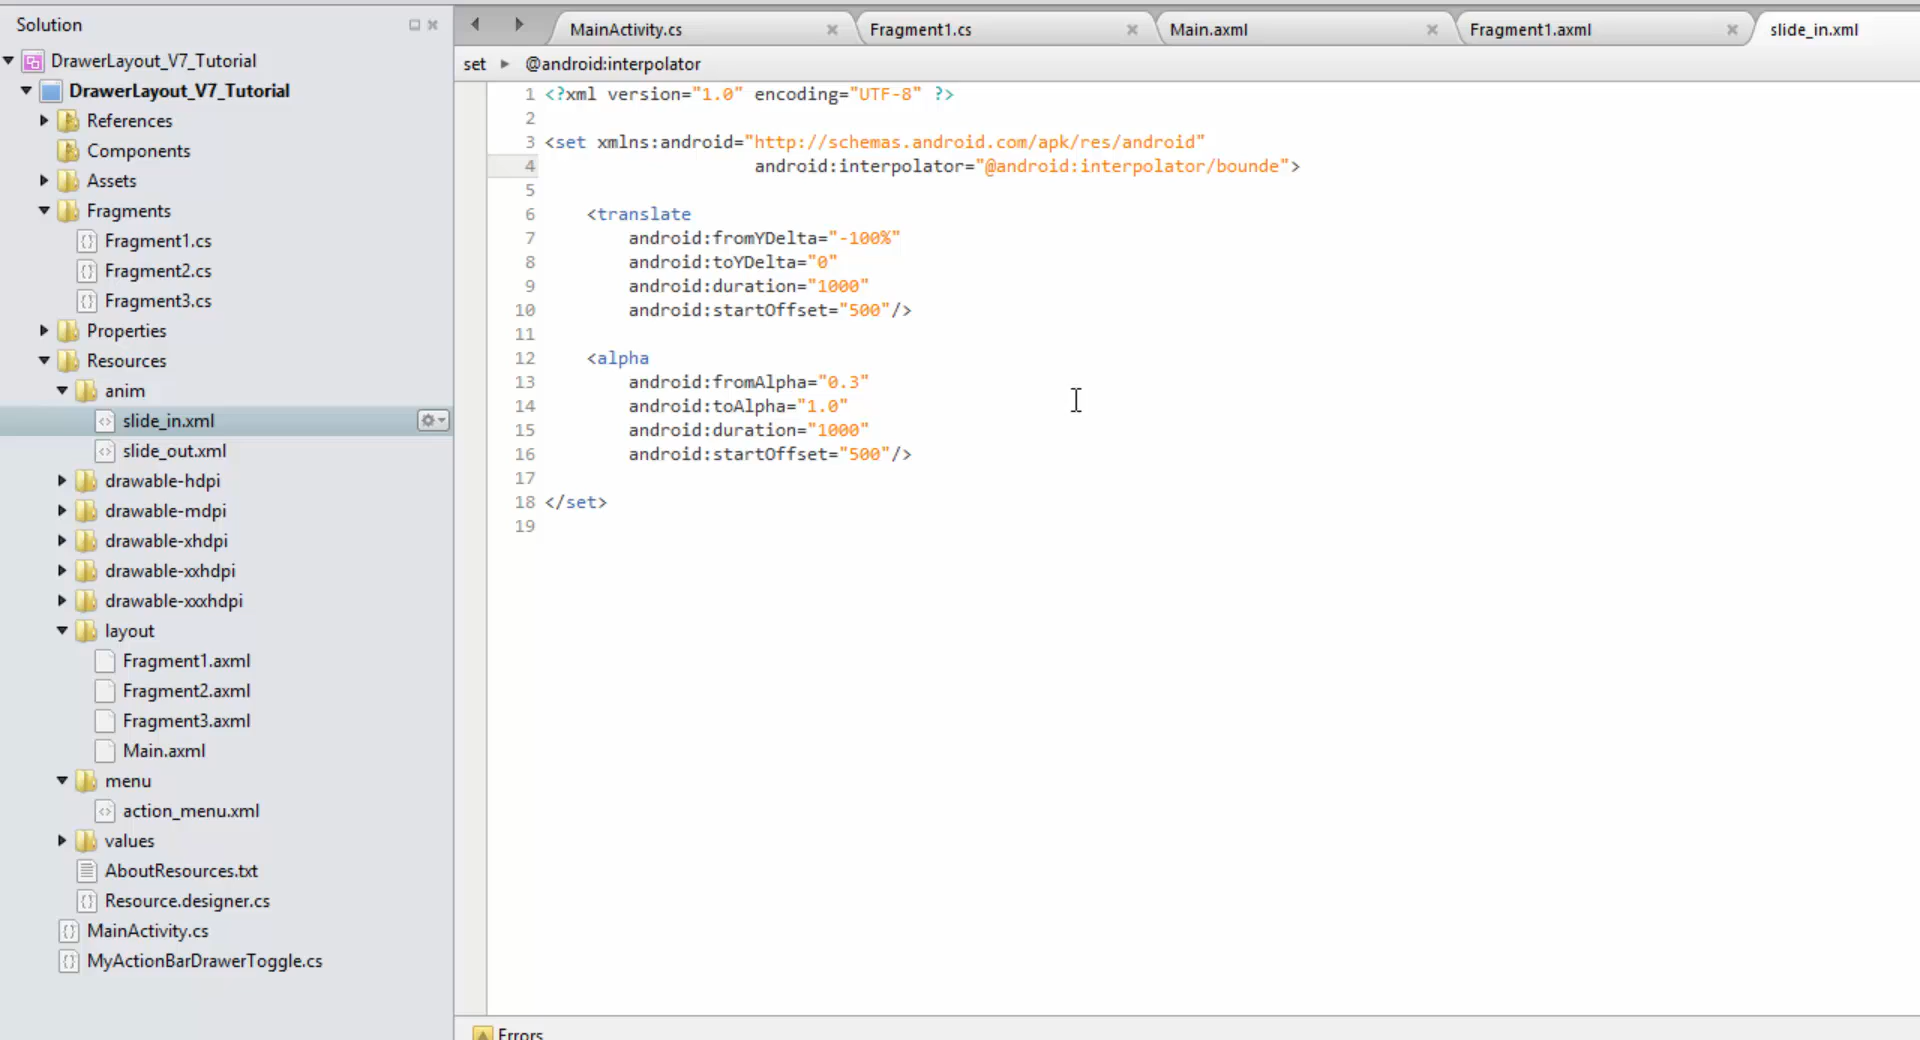 Solution
DrawerLayout_V7_Tutorial
DrawerLayout_V7_Tutorial
References
Components
Assets
Fragments
Fragment1.cs
Fragment2.cs
Fragment3.cs
Properties
Resources
anim
slide_in.xml
slide_out.xml
drawable-hdpi
drawable-mdpi
drawable-xhdpi
drawable-xxhdpi
drawable-xxxhdpi
layout
Fragment1.axml
Fragment2.axml
Fragment3.axml
Main.axml
menu
action_menu.xml
values
AboutResources.txt
Resource.designer.cs
MainActivity.cs
MyActionBarDrawerToggle.cs
MainActivity.cs Fragment1.cs Main.axml Fragment1.axml slide_in.xml
set @android:interpolator
1 <?xml version="1.0" encoding="UTF-8" ?>
2
3 <set xmlns:android="http://schemas.android.com/apk/res/android"
4 android:interpolator="@android:interpolator/bounde">
5
6 <translate
7 android:fromYDelta="-100%"
8 android:toYDelta="0"
9 android:duration="1000"
10 android:startOffset="500"/>
11
12 <alpha
13 android:fromAlpha="0.3"
14 android:toAlpha="1.0"
15 android:duration="1000"
16 android:startOffset="500"/>
17
18 </set>
19
Errors